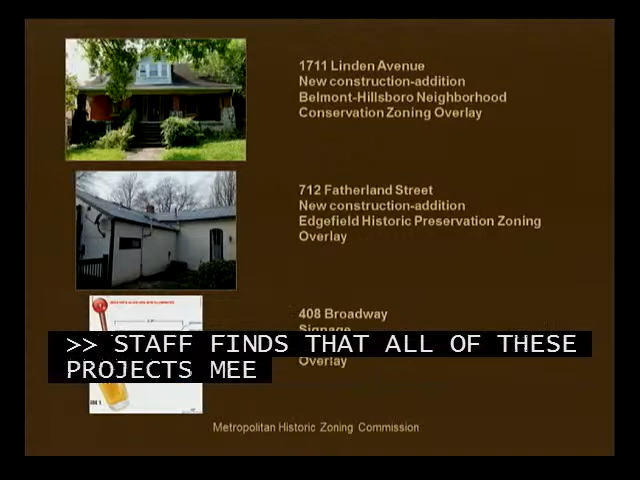 1711 Linden Avenue
New construction-addition
Belmont-Hillsboro Neighborhood
Conservation Zoning Overlay
712 Fatherland Street
New construction-addition
Edgefield Historic Preservation Zoning
Overlay
408 Broadway
Signage
>> STAFF FINDS THAT ALL OF THESE
PROJECTS MEE
Overlay
Metropolitan Historic Zoning Commission